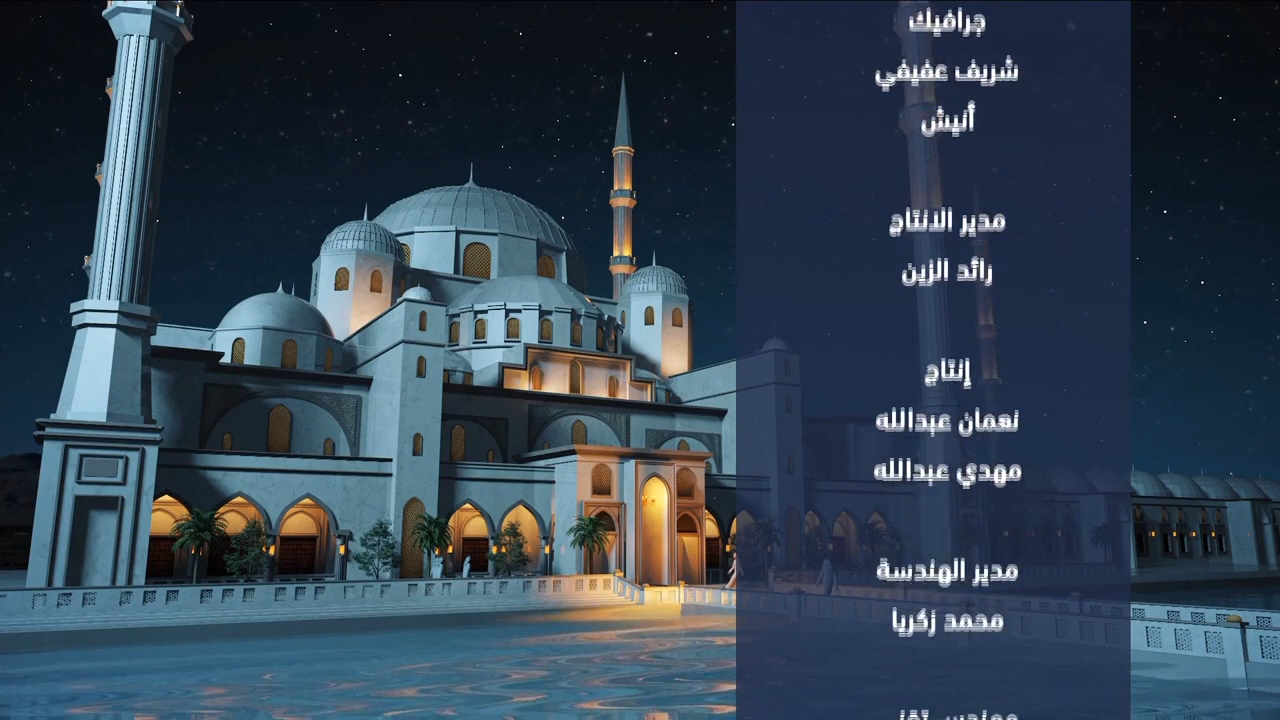 جرافيك
شريف عفيفي
أنيش
مدير الانتاج
رائد الزين
إنتاج
نعمان عبدالله
مهدي عبدالله
مدير الهندسة
محمد زكريا